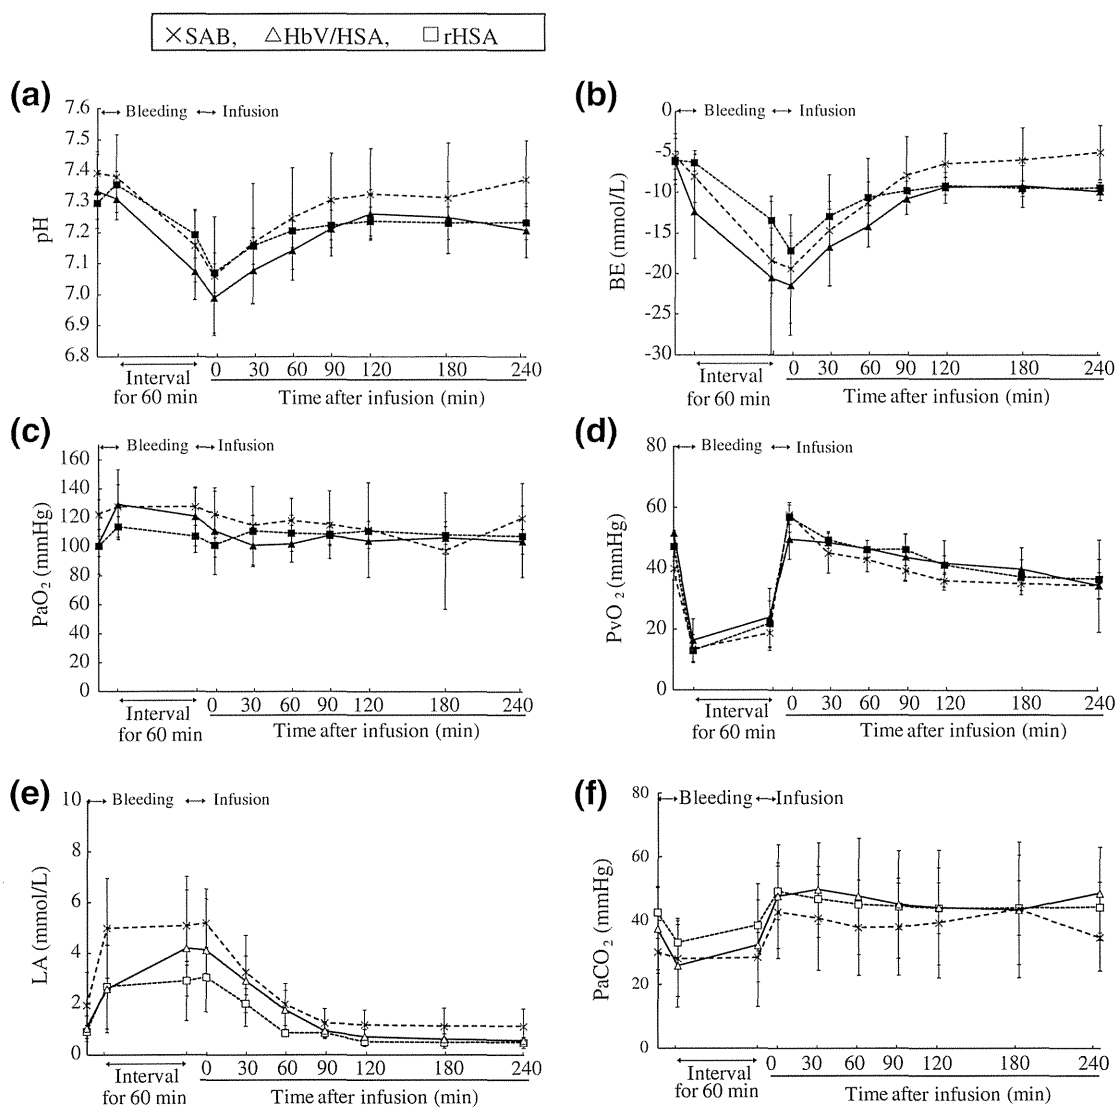 ×SAB, △HbV/HSA, □rHSA
(a)
Bleeding Infusion
7.6
7.5
7.4
7.3
7.2
7.1
7.0
6.9
6.8
pH
0 30 60 90 120 180 240
Interval
for 60 min
Time after infusion (min)
(b)
Bleeding Infusion
0
-5
-10
-15
-20
-25
-30
BE (mmol/L)
0 30 60 90 120 180 240
Interval
for 60 min
Time after infusion (min)
(c)
Bleeding Infusion
160
140
120
100
80
60
40
20
0
PaO₂ (mmHg)
0 30 60 90 120 180 240
Interval
for 60 min
Time after infusion (min)
(d)
Bleeding Infusion
80
60
40
20
0
PvO₂ (mmHg)
0 30 60 90 120 180 240
Interval
for 60 min
Time after infusion (min)
(e)
Bleeding Infusion
10
8
6
4
2
0
LA (mmol/L)
0 30 60 90 120 180 240
Interval
for 60 min
Time after infusion (min)
(f)
Bleeding Infusion
80
60
40
20
0
PaCO₂ (mmHg)
0 30 60 90 120 180 240
Interval
for 60 min
Time after infusion (min)